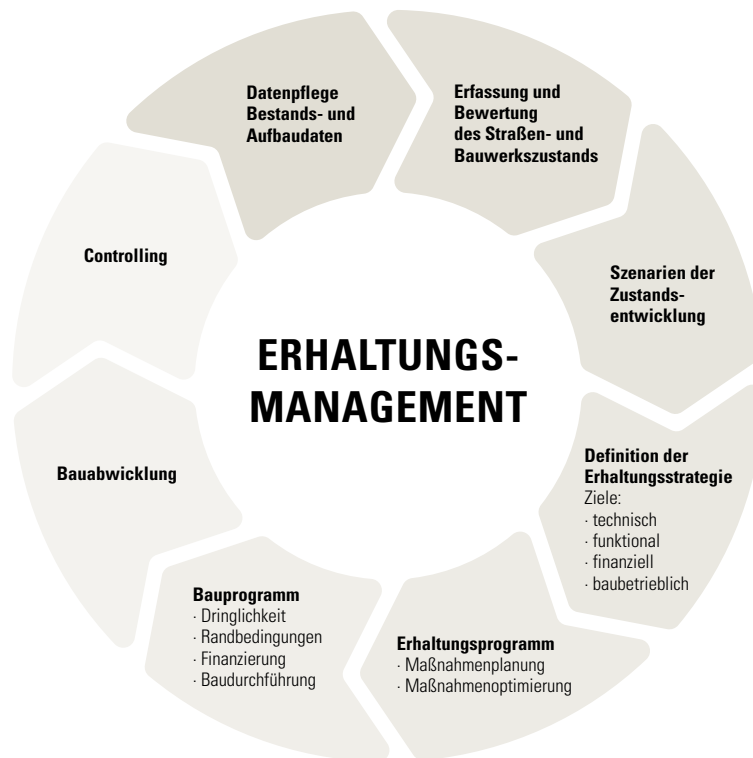 Datenpflege
Bestands- und
Aufbaudaten
Erfassung und
Bewertung
des Straßen- und
Bauwerkszustands
Szenarien der
Zustands-
entwicklung
Definition der
Erhaltungsstrategie
Ziele:
· technisch
· funktional
· finanziell
· baubetrieblich
Erhaltungsprogramm
· Maßnahmenplanung
· Maßnahmenoptimierung
Bauprogramm
· Dringlichkeit
· Randbedingungen
· Finanzierung
· Baudurchführung
Bauabwicklung
Controlling
ERHALTUNGS-
MANAGEMENT